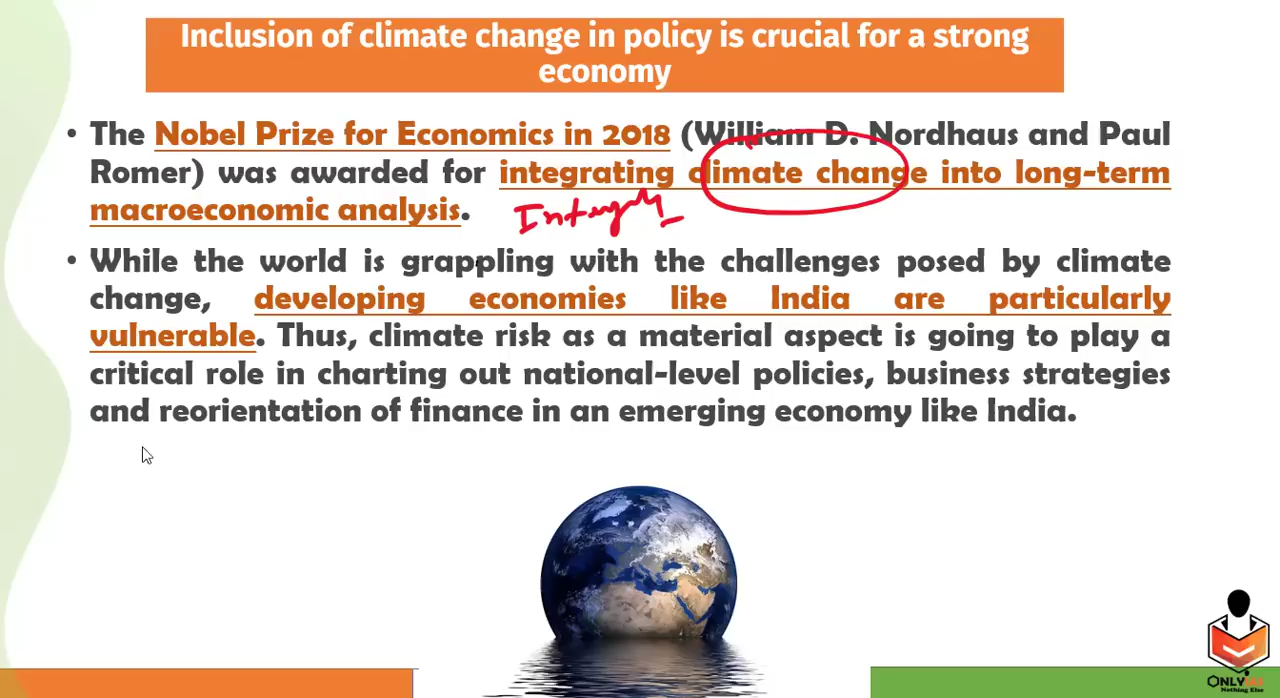 Inclusion of climate change in policy is crucial for a strong
economy
• The Nobel Prize for Economics in 2018 (William D. Nordhaus and Paul
Romer) was awarded for integrating climate change into long-term
macroeconomic analysis.
• While the world is grappling with the challenges posed by climate
change, developing economies like India are particularly
vulnerable. Thus, climate risk as a material aspect is going to play a
critical role in charting out national-level policies, business strategies
and reorientation of finance in an emerging economy like India.
Nothing Else